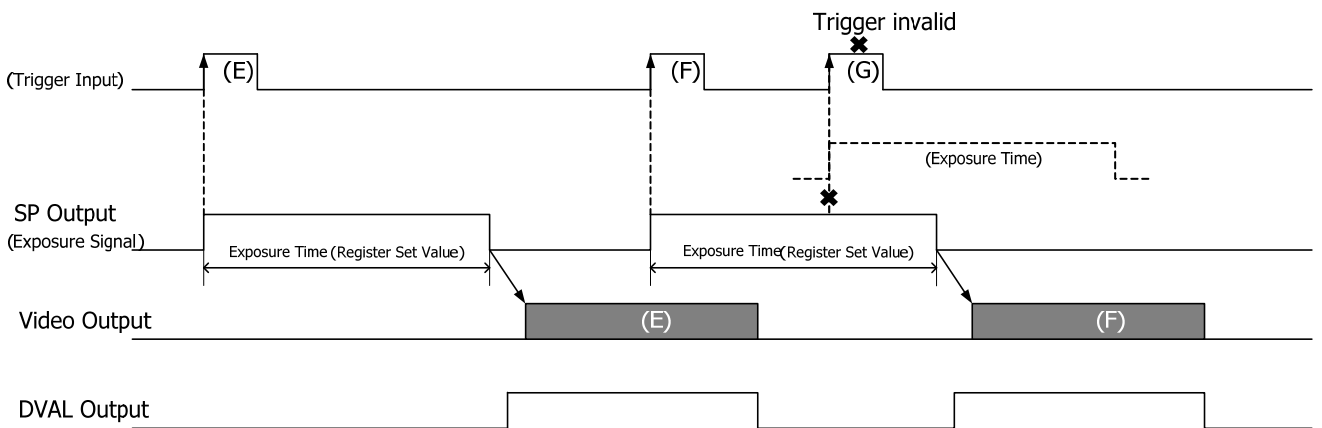 Trigger invalid
(Trigger Input)
(E)
(F)
(G)
(Exposure Time)
SP Output
(Exposure Signal)
Exposure Time (Register Set Value)
Exposure Time(Register Set Value)
Video Output
(E)
(F)
DVAL Output